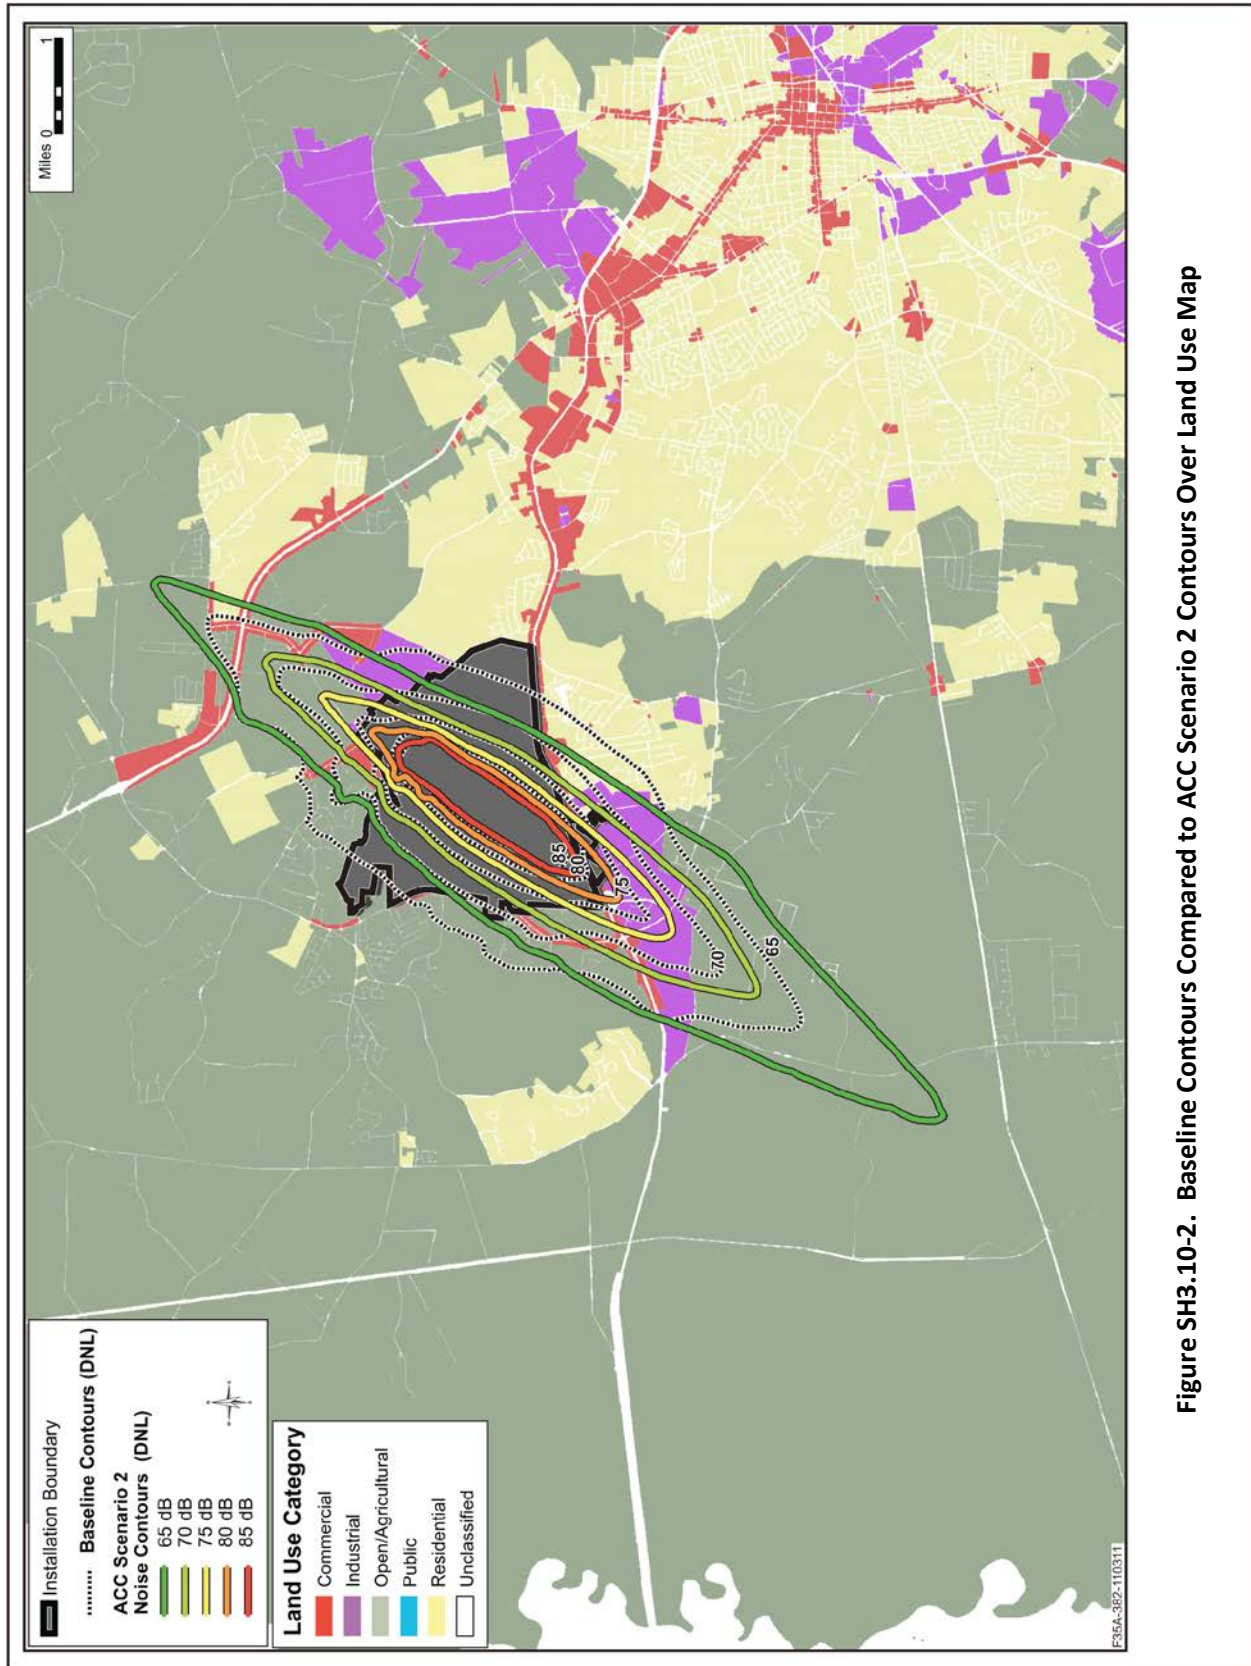 Installation Boundary
Baseline Contours (DNL)
ACC Scenario 2
Noise Contours (DNL)
65 dB
70 dB
75 dB
80 dB
85 dB
Land Use Category
Commercial
Industrial
Open/Agricultural
Public
Residential
Unclassified
Miles 0 1
85
80
75
70
65
F35A-382-110311
Figure SH3.10-2. Baseline Contours Compared to ACC Scenario 2 Contours Over Land Use Map